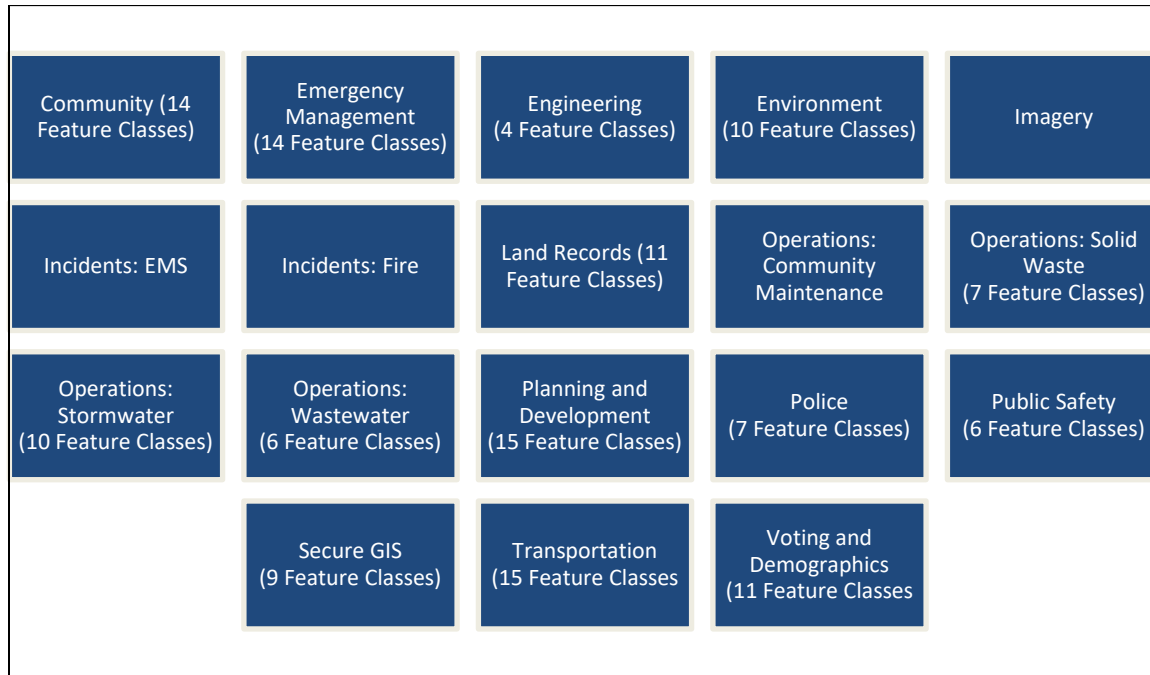 Community (14
Feature Classes)
Emergency
Management
(14 Feature Classes)
Engineering
(4 Feature Classes)
Environment
(10 Feature Classes)
Imagery
Incidents: EMS
Incidents: Fire
Land Records (11
Feature Classes)
Operations:
Community
Maintenance
Operations: Solid
Waste
(7 Feature Classes)
Operations:
Stormwater
(10 Feature Classes)
Operations:
Wastewater
(6 Feature Classes)
Planning and
Development
(15 Feature Classes)
Police
(7 Feature Classes)
Public Safety
(6 Feature Classes)
Secure GIS
(9 Feature Classes)
Transportation
(15 Feature Classes
Voting and
Demographics
(11 Feature Classes